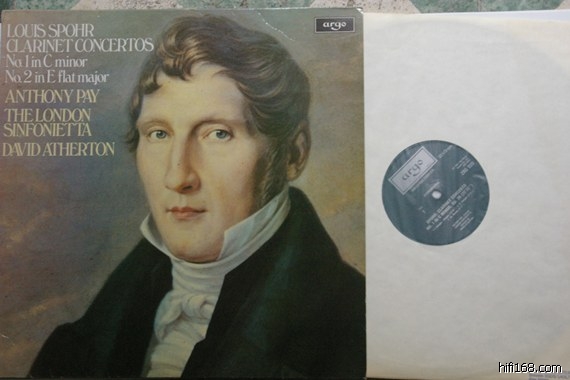 LOUIS SPOHR
CLARINET CONCERTOS
No. 1 in C minor
No. 2 in E flat major
ANTHONY PAY
THE LONDON
SINFONIETTA
DAVID ATHERTON
argo
argo
hifi168.com